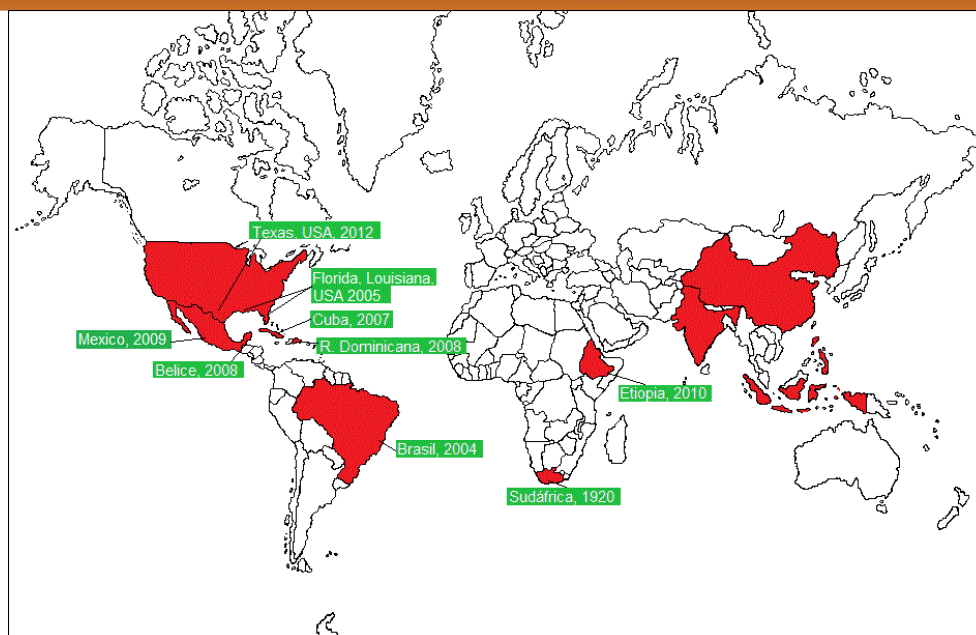 Texas, USA, 2012
Florida, Louisiana,
USA 2005
Cuba, 2007
Mexico, 2009
R. Dominicana, 2008
Belice, 2008
Etiopia, 2010
Brasil, 2004
Sudáfrica, 1920